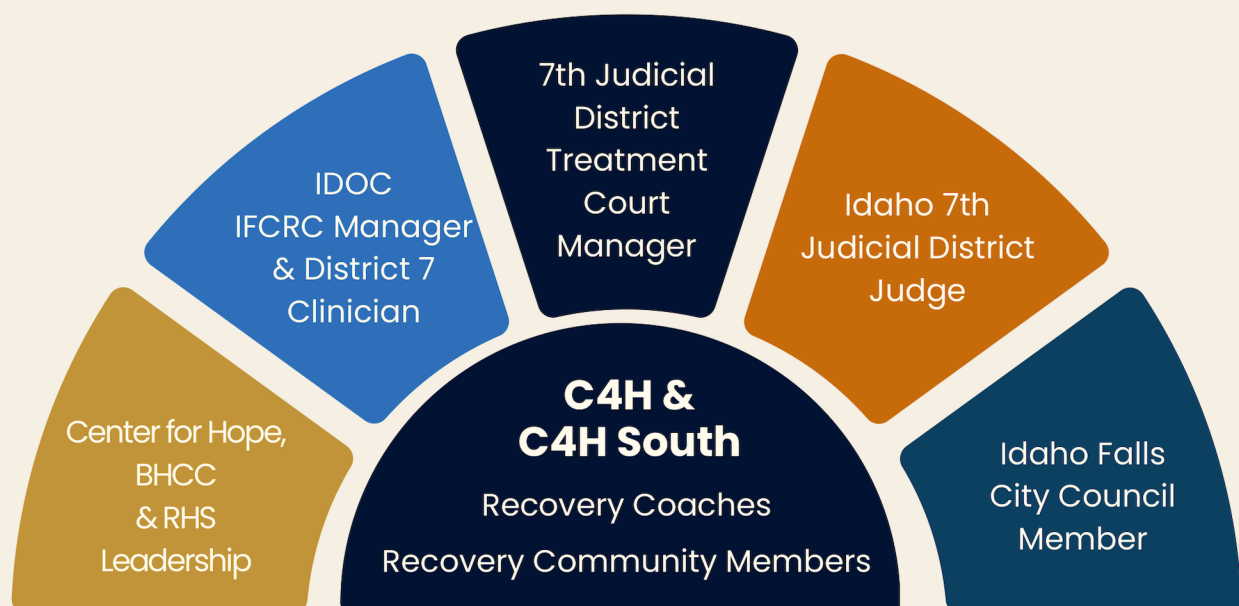 Center for Hope,
BHCC
& RHS
Leadership
IDOC
IFCRC Manager
& District 7
Clinician
7th Judicial
District
Treatment
Court
Manager
Idaho 7th
Judicial District
Judge
Idaho Falls
City Council
Member
C4H &
C4H South
Recovery Coaches
Recovery Community Members